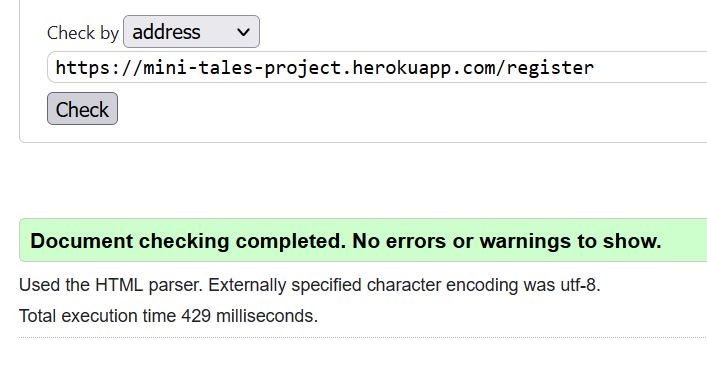 Check by address
https://mini-tales-project.herokuapp.com/register
Check
Document checking completed. No errors or warnings to show.
Used the HTML parser. Externally specified character encoding was utf-8.
Total execution time 429 milliseconds.